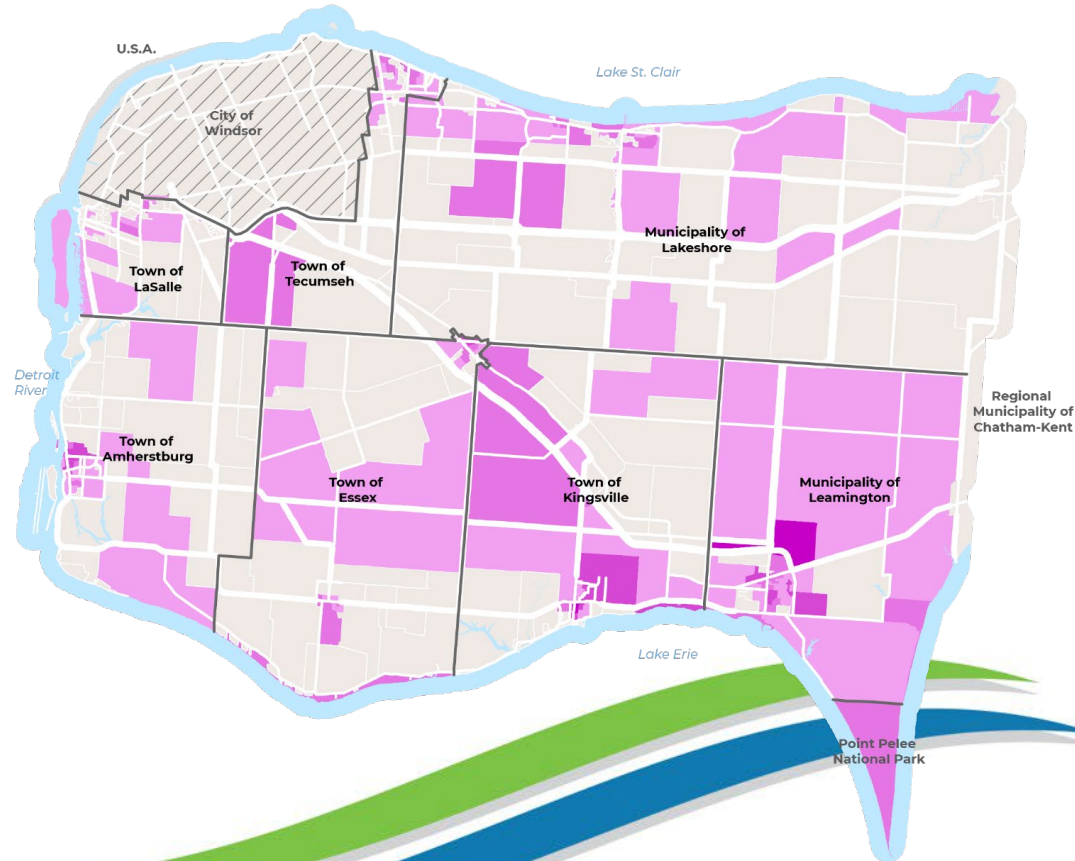 U.S.A.
Lake St. Clair
City of
Windsor
Municipality of
Lakeshore
Town of
LaSalle
Town of
Tecumseh
Detroit
River
Regional
Municipality of
Chatham-Kent
Town of
Amherstburg
Town of
Essex
Town of
Kingsville
Municipality of
Leamington
Lake Erie
Point Pelee
National Park